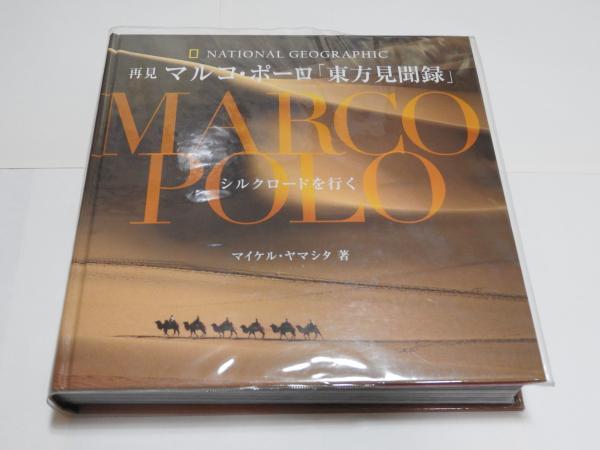 NATIONAL GEOGRAPHIC
再見 マルコ・ポーロ「東方見聞録」
MARCO
POLO
シルクロードを行く
マイケル・ヤマシタ 著